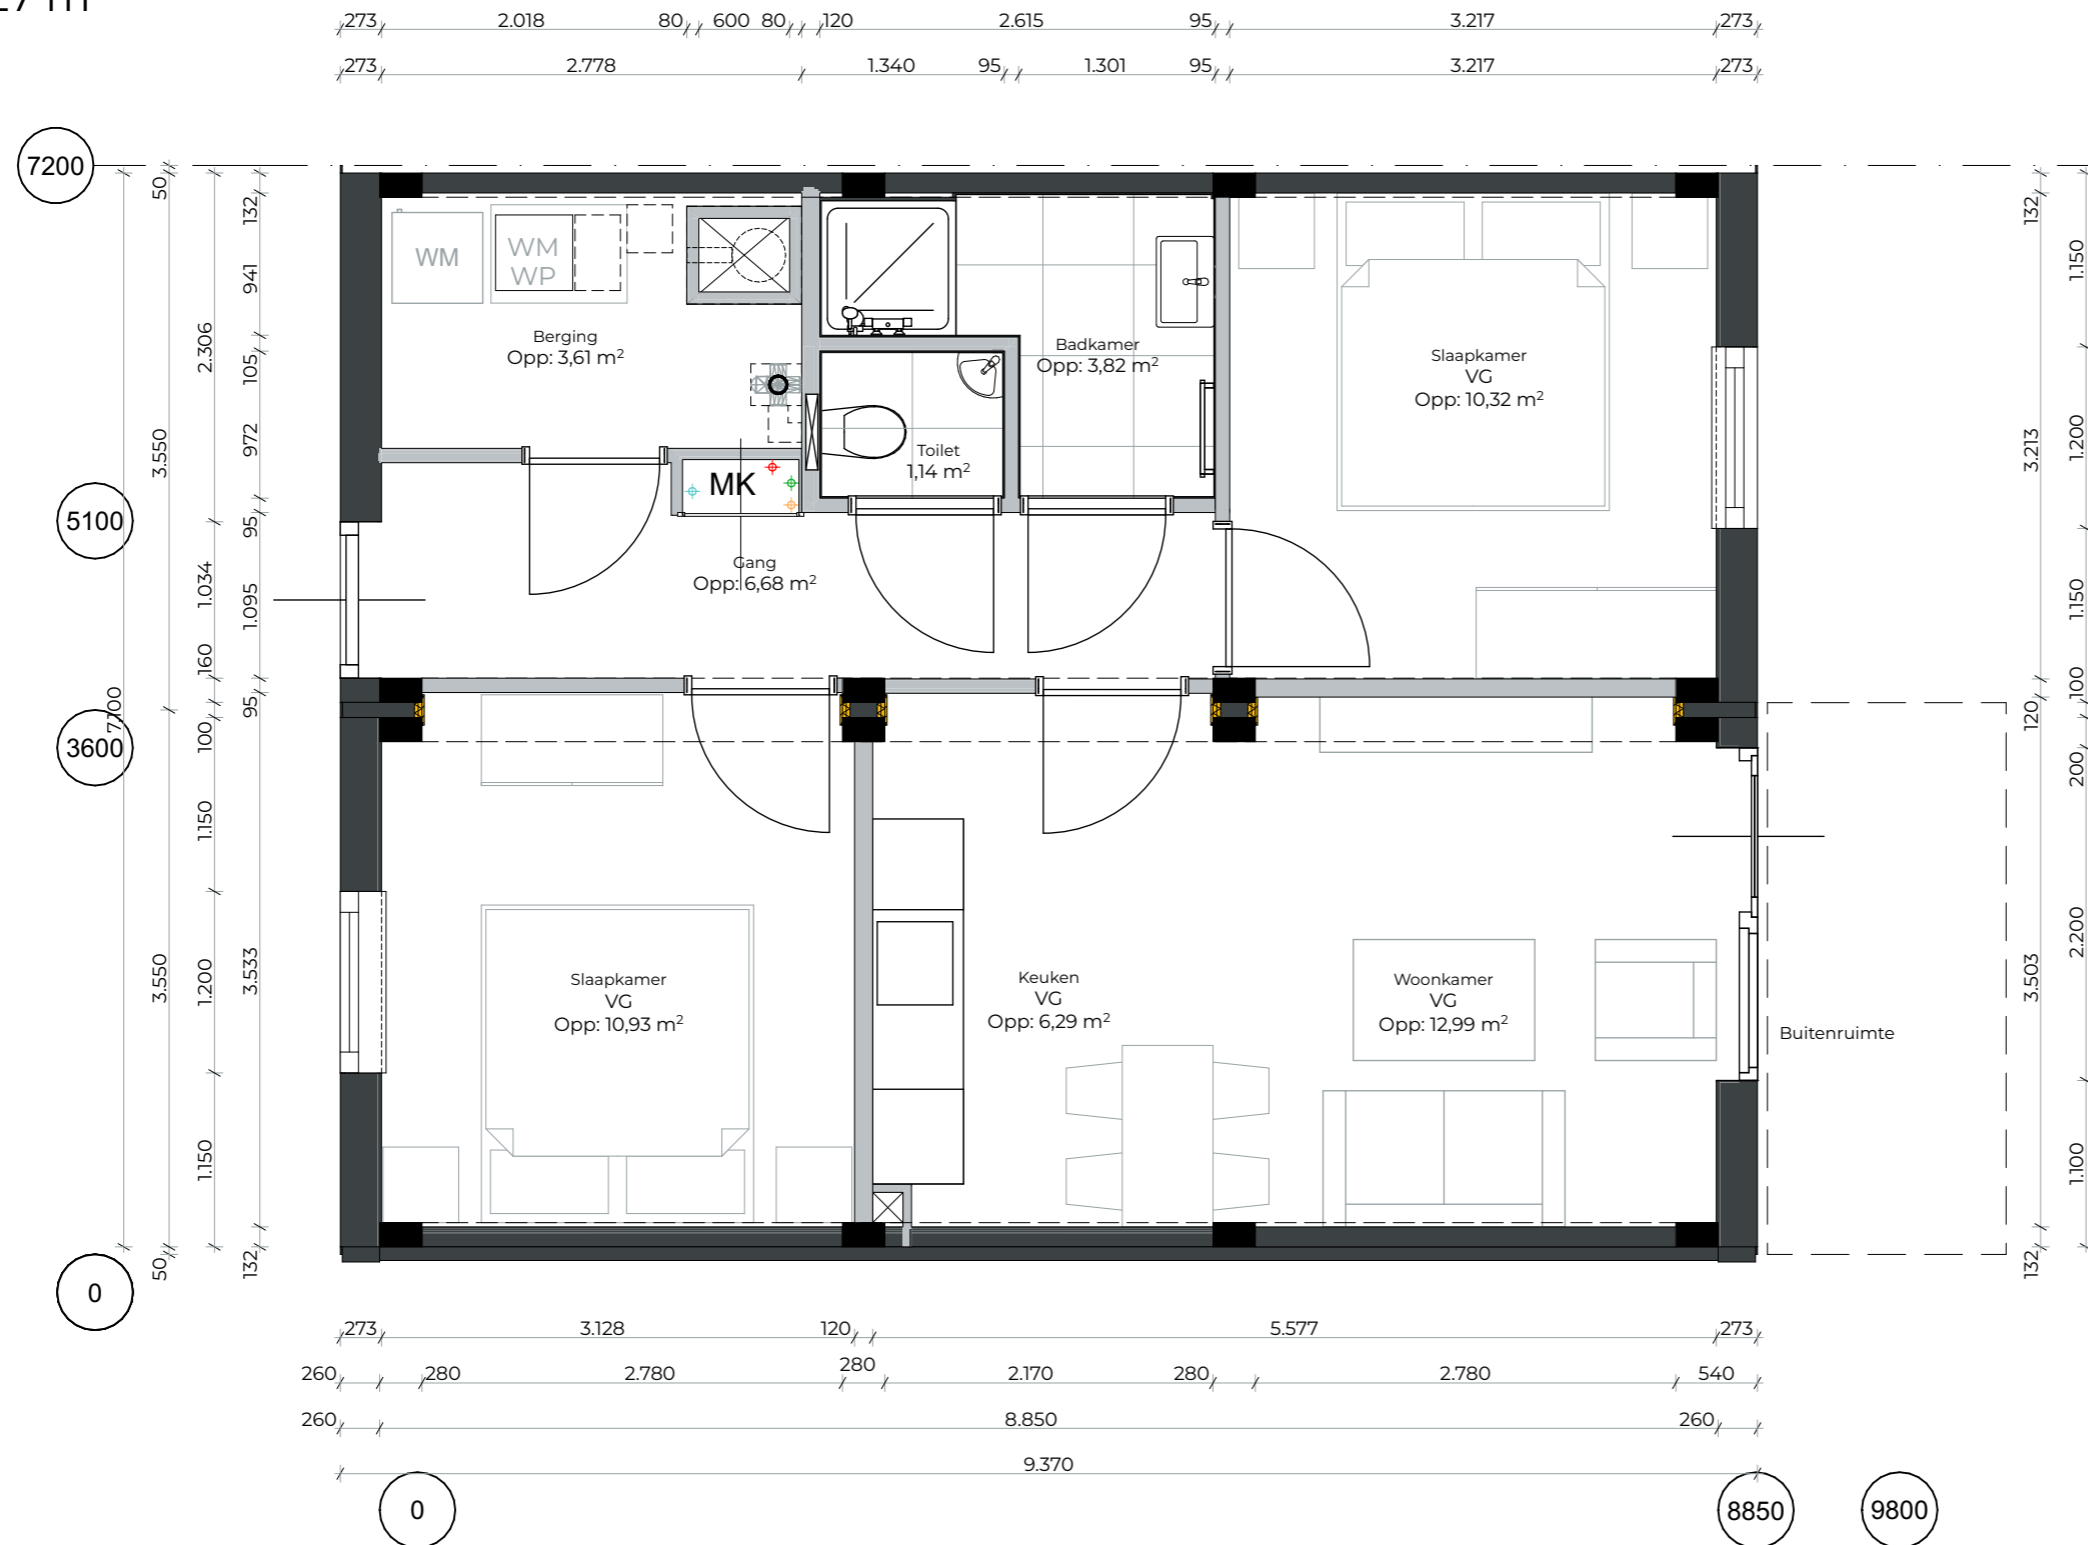 273 2.018 80 600 80 120 2.615 95 3.217 273
273 2.778 1.340 95 1.301 95 3.217 273
7200
5100
3600
0
50
3.550
3.550
50
7.100
2.306
1.034
160
100
1.150
1.200
1.150
132
941
105
972
95
1.095
95
3.533
132
WM
WM
WP
Berging
Opp: 3,61 m²
MK
Gang
Opp: 6,68 m²
Toilet
1,14 m²
Badkamer
Opp: 3,82 m²
Slaapkamer
VG
Opp: 10,32 m²
Slaapkamer
VG
Opp: 10,93 m²
Keuken
VG
Opp: 6,29 m²
Woonkamer
VG
Opp: 12,99 m²
Buitenruimte
132
3.213
120
3.503
132
1.150
1.200
1.150
100
200
2.200
1.100
273 3.128 120 5.577 273
260 280 2.780 280 2.170 280 2.780 540
260 8.850 260
9.370
0 8850 9800